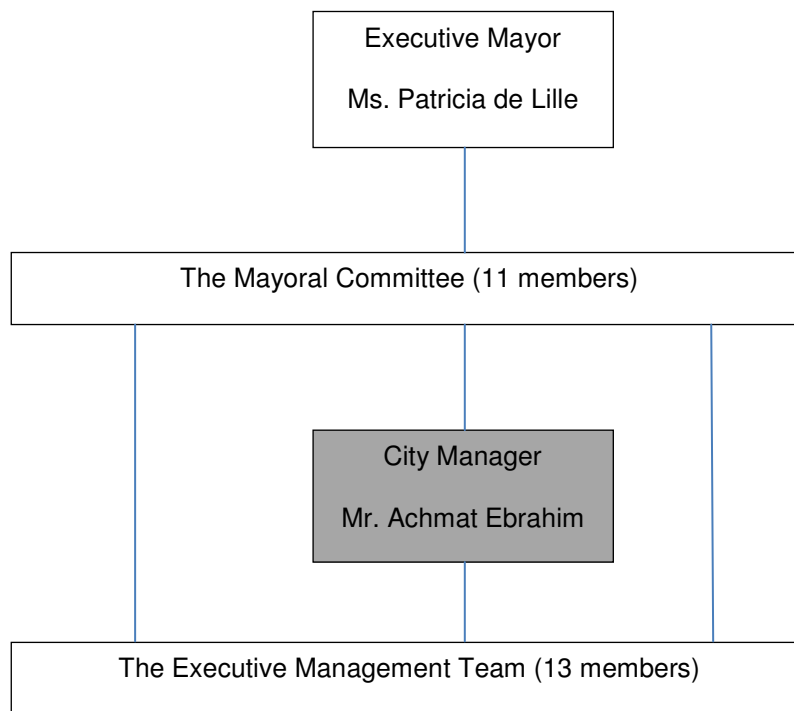 Executive Mayor
Ms. Patricia de Lille
The Mayoral Committee (11 members)
City Manager
Mr. Achmat Ebrahim
The Executive Management Team (13 members)